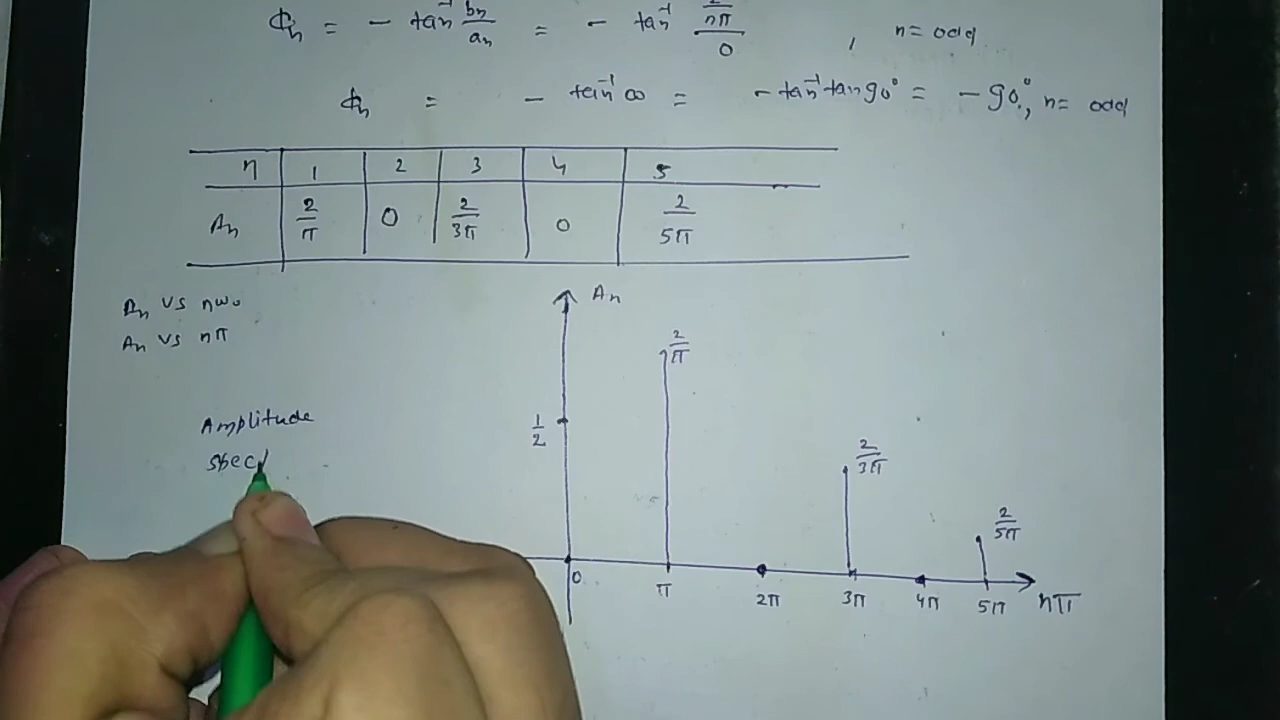 ϕn = - tan⁻¹ bn/an = - tan⁻¹ (2/nπ)/0 , n = odd
ϕn = - tan⁻¹ ∞ = - tan⁻¹ tan 90° = - 90°, n = odd
n 1 2 3 4 5
An 2/π 0 2/3π 0 2/5π
An vs nω₀
An vs nπ
An
2/π
1/2
Amplitude
spec
2/3π
2/5π
0 π 2π 3π 4π 5π nπ